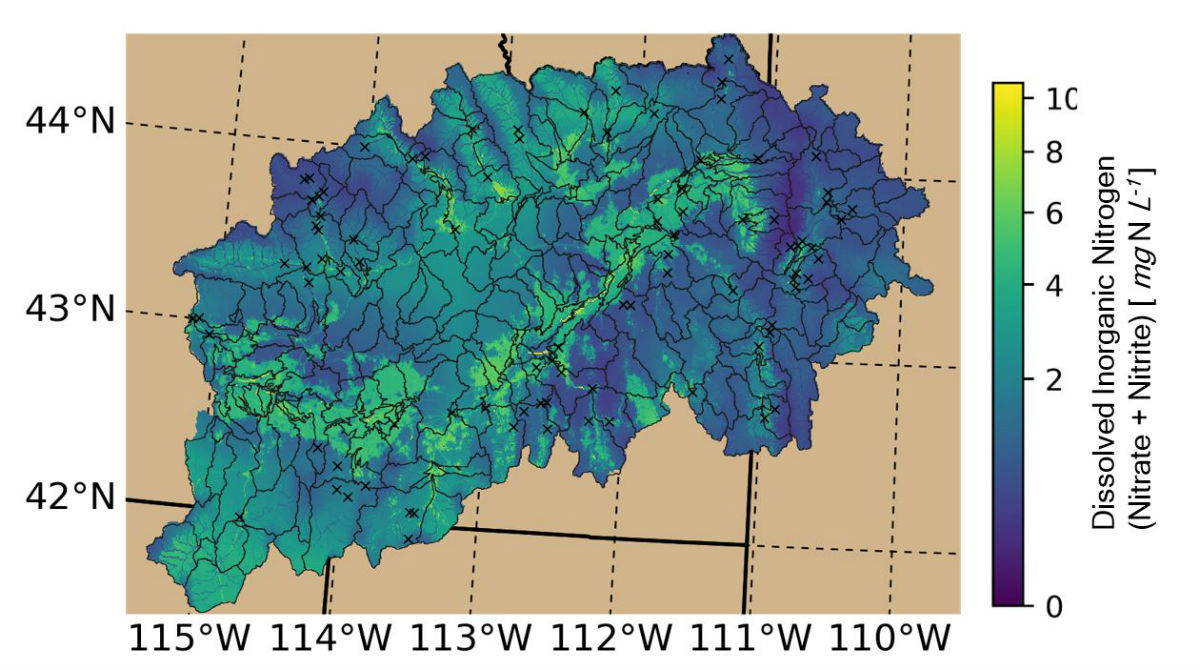 44°N
43°N
42°N
115°W 114°W 113°W 112°W 111°W 110°W
10
8
6
4
2
0
Dissolved Inorganic Nitrogen
(Nitrate + Nitrite) [ mg N L-1]